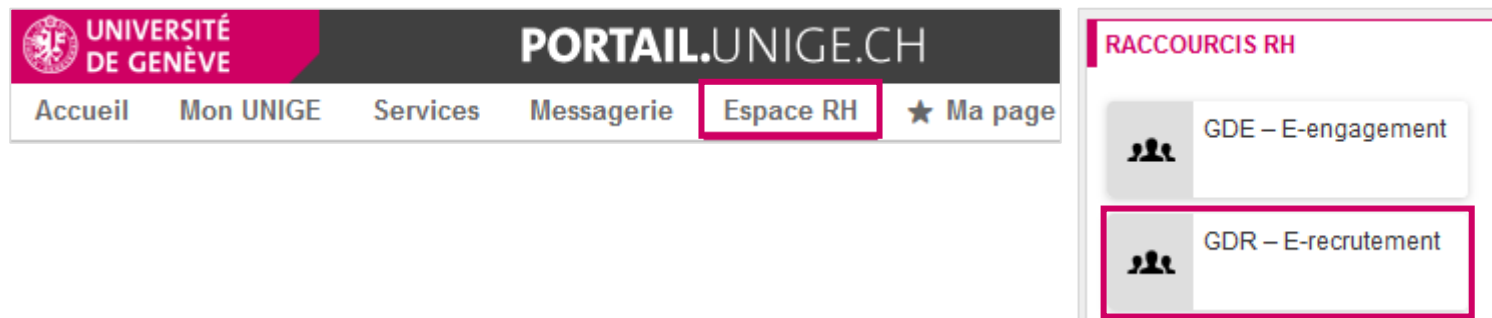 UNIVERSITÉ
DE GENÈVE
PORTAIL.UNIGE.CH
Accueil Mon UNIGE Services Messagerie Espace RH ★ Ma page
RACCOURCIS RH
GDE – E-engagement
GDR – E-recrutement